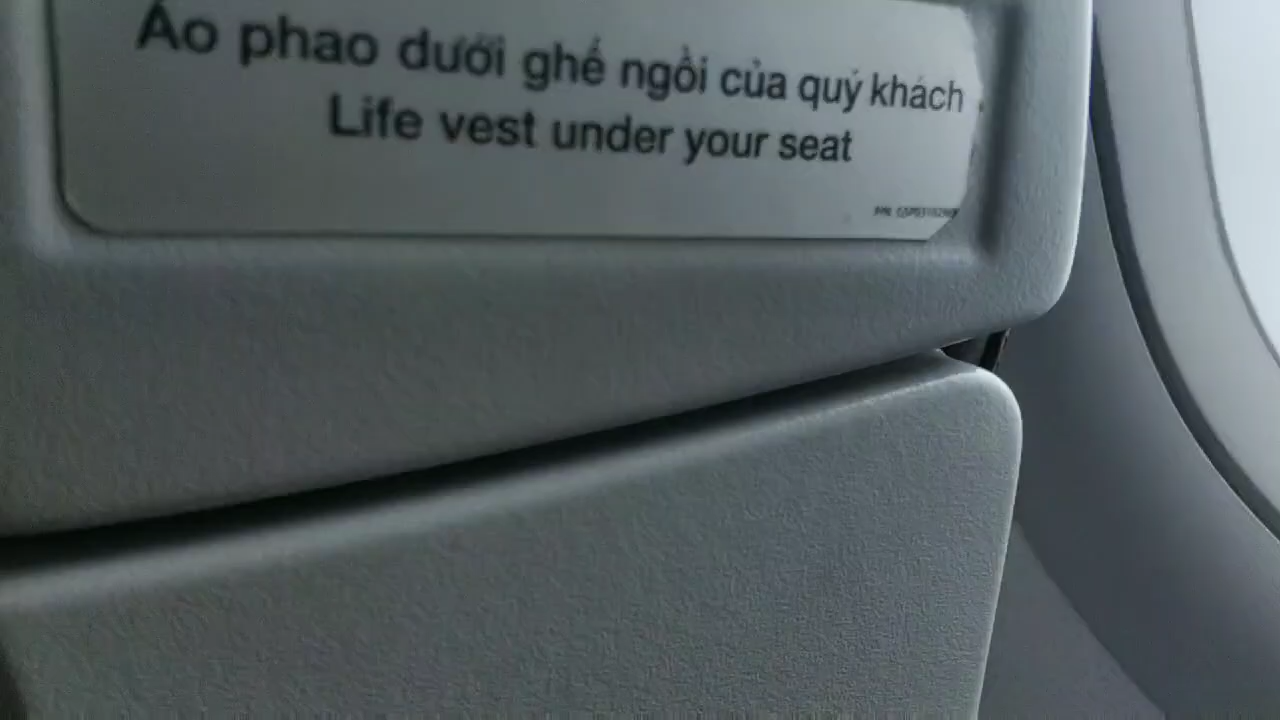 Áo phao dưới ghế ngồi của quý khách
Life vest under your seat
P/N